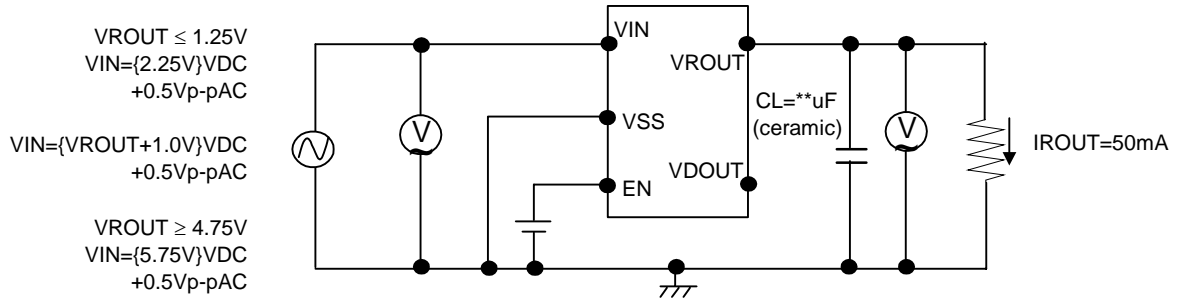 VROUT ≤ 1.25V
VIN={2.25V}VDC
+0.5Vp-pAC
VIN={VROUT+1.0V}VDC
+0.5Vp-pAC
VROUT ≥ 4.75V
VIN={5.75V}VDC
+0.5Vp-pAC
V
VIN
VROUT
VSS
VDOUT
EN
CL=**uF
(ceramic)
V
IROUT=50mA